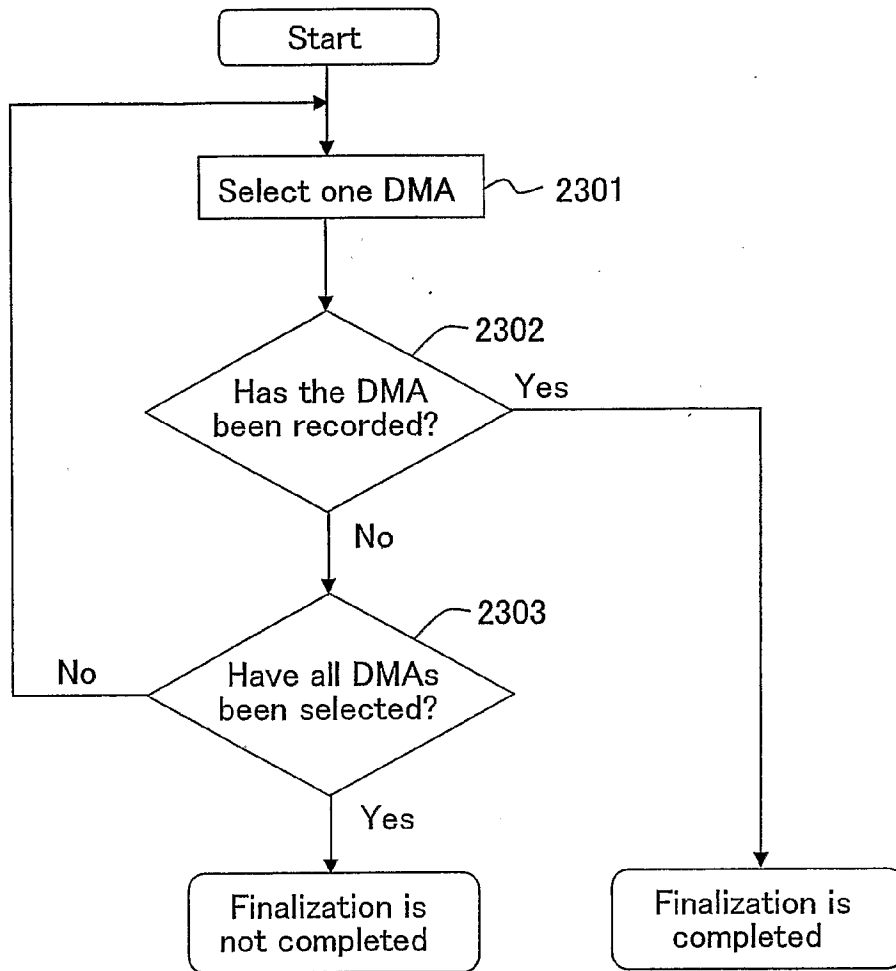 Start
Select one DMA
2301
2302
Has the DMA
been recorded?
Yes
No
2303
Have all DMAs
been selected?
No
Yes
Finalization is
not completed
Finalization is
completed